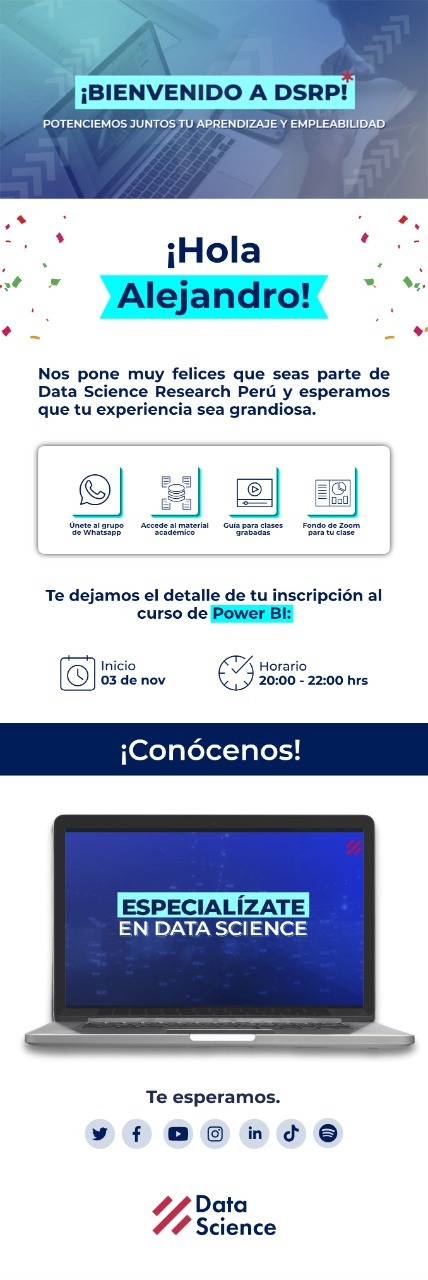 ¡BIENVENIDO A DSRP!*
POTENCIEMOS JUNTOS TU APRENDIZAJE Y EMPLEABILIDAD
¡Hola
Alejandro!
Nos pone muy felices que seas parte de
Data Science Research Perú y esperamos
que tu experiencia sea grandiosa.
Únete al grupo
de Whatsapp
Accede al material
académico
Guía para clases
grabadas
Fondo de Zoom
para tu clase
Te dejamos el detalle de tu inscripción al
curso de Power BI:
Inicio
03 de nov
Horario
20:00 - 22:00 hrs
¡Conócenos!
ESPECIALÍZATE
EN DATA SCIENCE
Te esperamos.
Data
Science